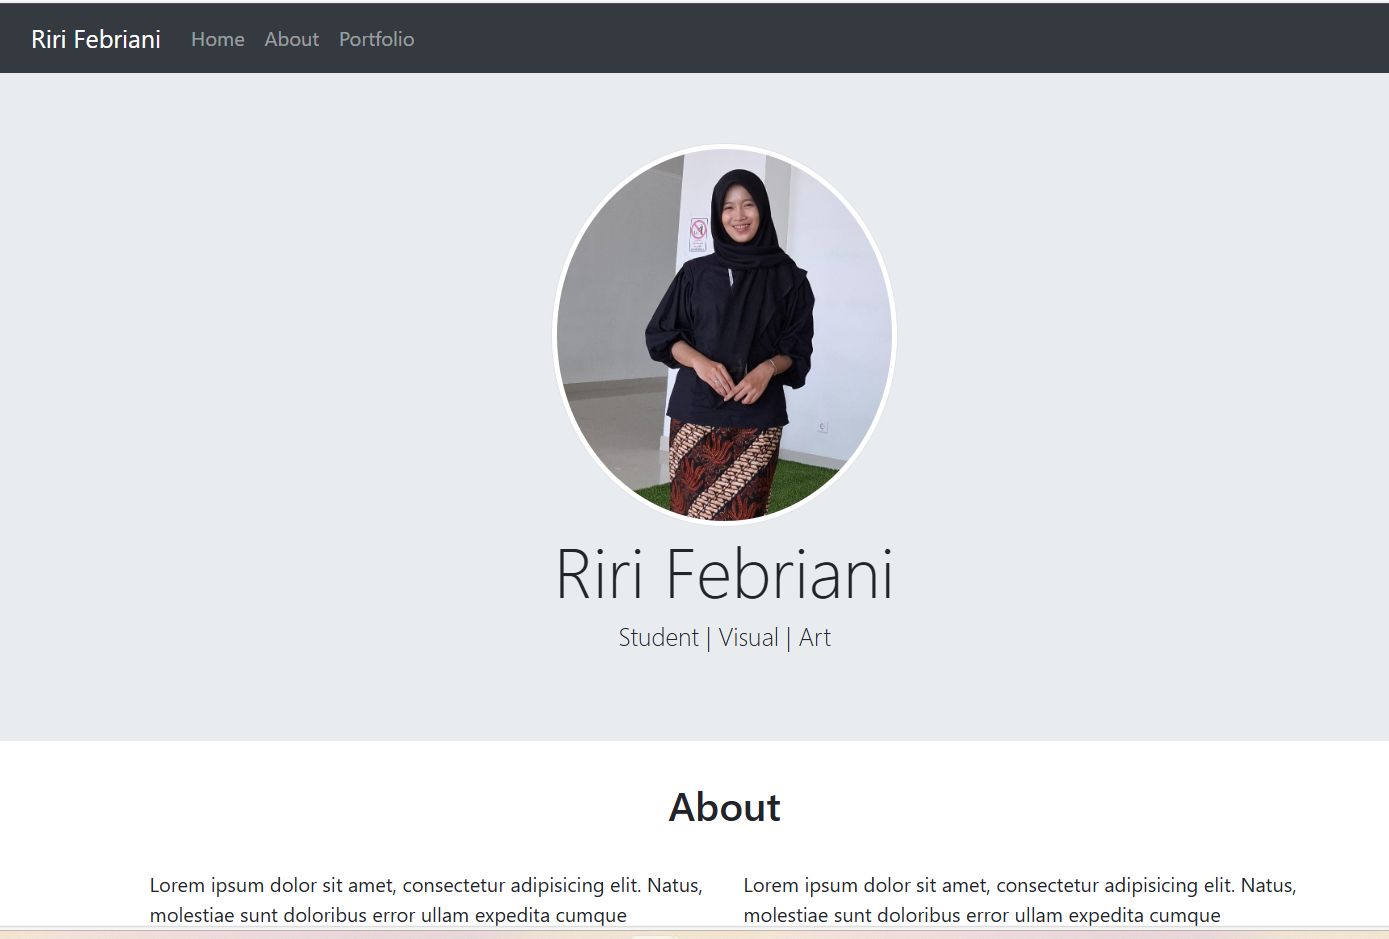 Riri Febriani Home About Portfolio
Riri Febriani
Student | Visual | Art
About
Lorem ipsum dolor sit amet, consectetur adipisicing elit. Natus,
molestiae sunt doloribus error ullam expedita cumque
Lorem ipsum dolor sit amet, consectetur adipisicing elit. Natus,
molestiae sunt doloribus error ullam expedita cumque